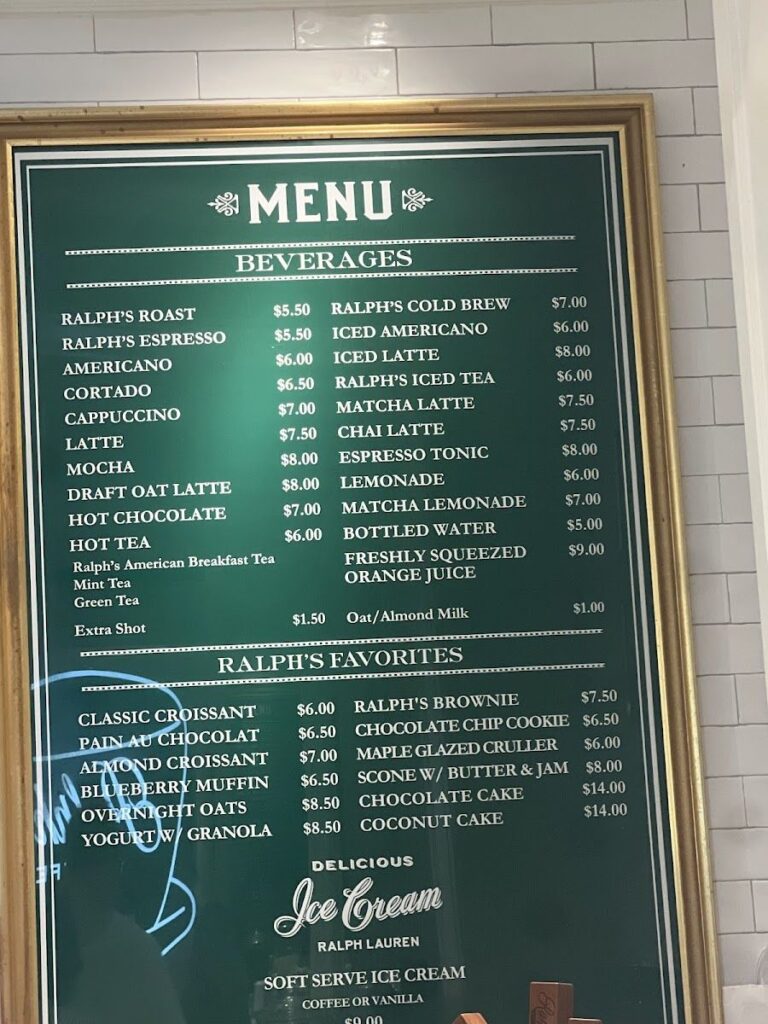 MENU
BEVERAGES
RALPH'S ROAST $5.50
RALPH'S ESPRESSO $5.50
AMERICANO $6.00
CORTADO $6.50
CAPPUCCINO $7.00
LATTE $7.50
MOCHA $8.00
DRAFT OAT LATTE $8.00
HOT CHOCOLATE $7.00
HOT TEA $6.00
Ralph's American Breakfast Tea
Mint Tea
Green Tea
Extra Shot $1.50
RALPH'S COLD BREW $7.00
ICED AMERICANO $6.00
ICED LATTE $8.00
RALPH'S ICED TEA $6.00
MATCHA LATTE $7.50
CHAI LATTE $7.50
ESPRESSO TONIC $8.00
LEMONADE $6.00
MATCHA LEMONADE $7.00
BOTTLED WATER $5.00
FRESHLY SQUEEZED $9.00
ORANGE JUICE
Oat/Almond Milk $1.00
RALPH'S FAVORITES
CLASSIC CROISSANT $6.00
PAIN AU CHOCOLAT $6.50
ALMOND CROISSANT $7.00
BLUEBERRY MUFFIN $6.50
OVERNIGHT OATS $8.50
YOGURT W/ GRANOLA $8.50
RALPH'S BROWNIE $7.50
CHOCOLATE CHIP COOKIE $6.50
MAPLE GLAZED CRULLER $6.00
SCONE W/ BUTTER & JAM $8.00
CHOCOLATE CAKE $14.00
COCONUT CAKE $14.00
DELICIOUS
Ice Cream
RALPH LAUREN
SOFT SERVE ICE CREAM
COFFEE OR VANILLA
$9.00